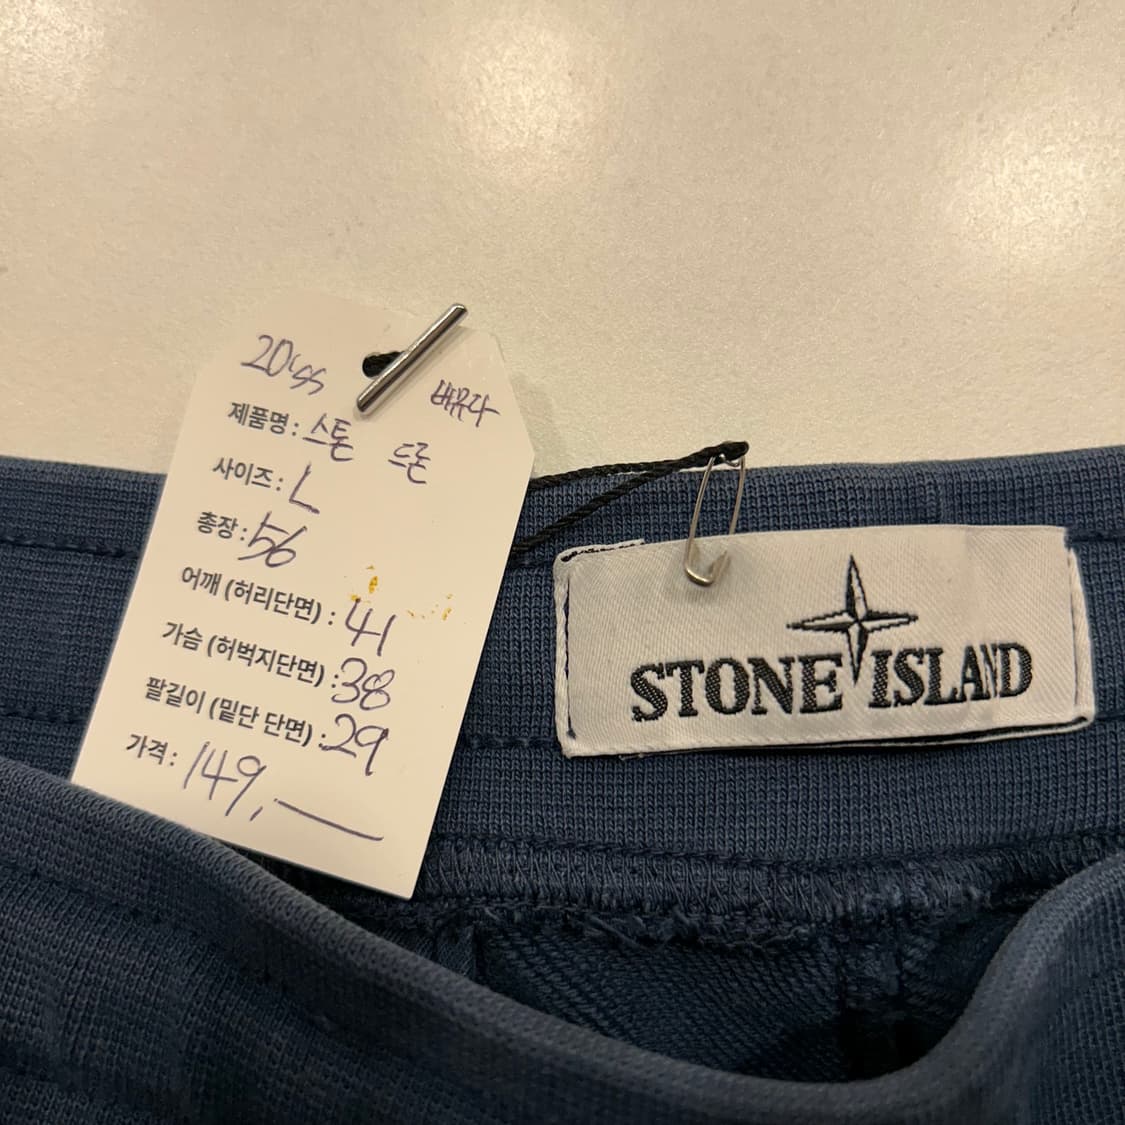 20'ss
버뮤다
제품명: 스톤 드론
사이즈: L
총장: 56
어깨 (허리단면) : 41
가슴 (허벅지단면) : 38
팔길이 (밑단 단면) : 29
가격: 149,—
STONE ISLAND